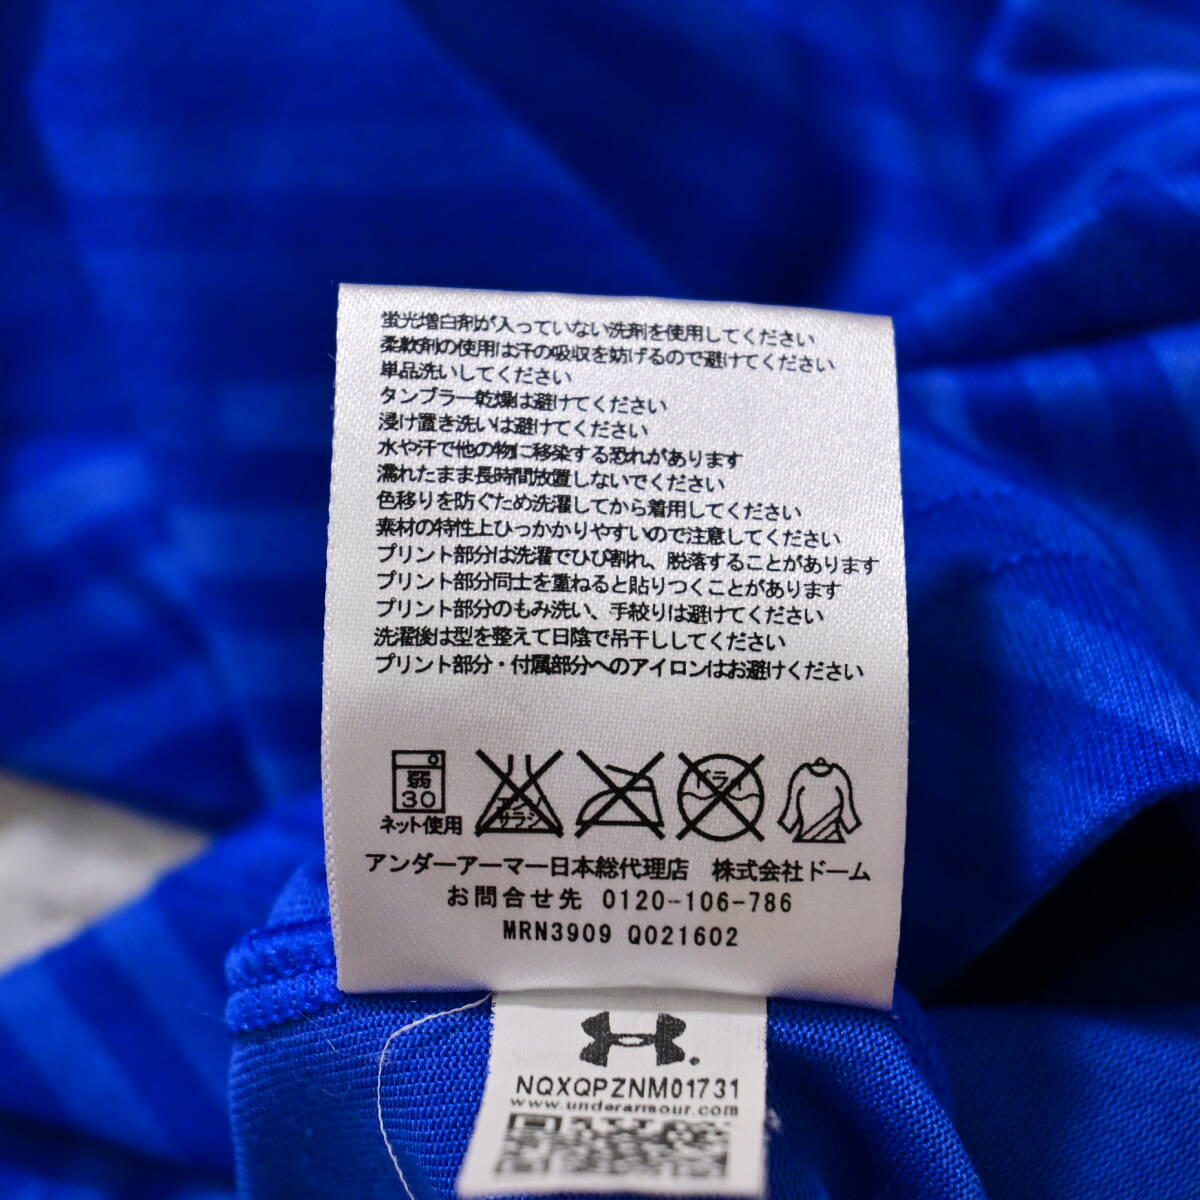 蛍光増白剤が入っていない洗剤を使用してください
柔軟剤の使用は汗の吸収を妨げるので避けてください
単品洗いしてください
タンブラー乾燥は避けてください
浸け置き洗いは避けてください
水や汗で他の物に移染する恐れがあります
濡れたまま長時間放置しないでください
色移りを防ぐため洗濯してから着用してください
素材の特性上ひっかかりやすいので注意してください
プリント部分は洗濯でひび割れ、脱落することがあります
プリント部分同士を重ねると貼りつくことがあります
プリント部分のもみ洗い、手絞りは避けてください
洗濯後は型を整えて日陰で吊干ししてください
プリント部分・付属部分へのアイロンはお避けください
弱
30
エンソ
サラシ
ドライ
ネット使用
アンダーアーマー日本総代理店 株式会社ドーム
お問合せ先 0120-106-786
MRN3909 Q021602
NQXQPZNM01731
www.underarmour.com